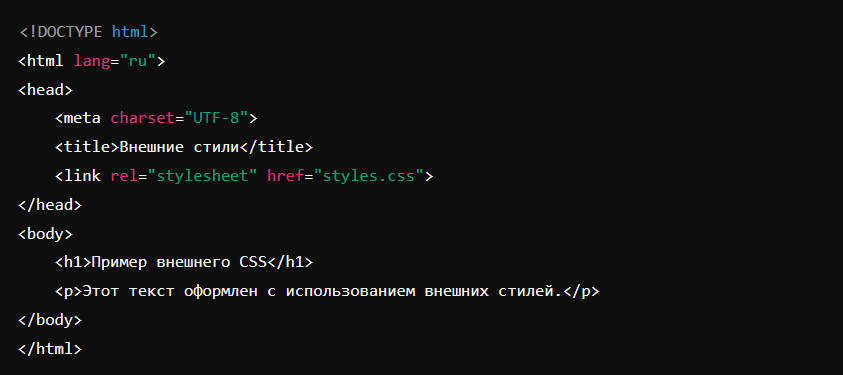 <!DOCTYPE html>
<html lang="ru">
<head>
    <meta charset="UTF-8">
    <title>Внешние стили</title>
    <link rel="stylesheet" href="styles.css">
</head>
<body>
    <h1>Пример внешнего CSS</h1>
    <p>Этот текст оформлен с использованием внешних стилей.</p>
</body>
</html>